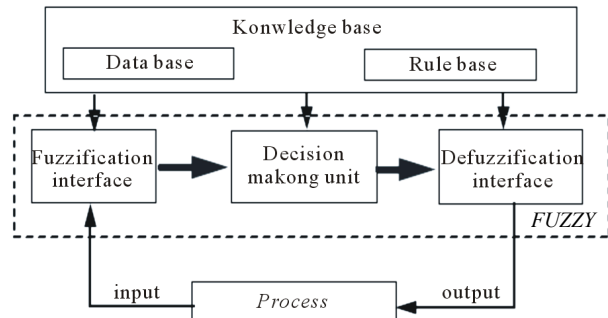 Konwledge base
Data base
Rule base
Fuzzification
interface
Decision
makong unit
Defuzzification
interface
FUZZY
input
Process
output